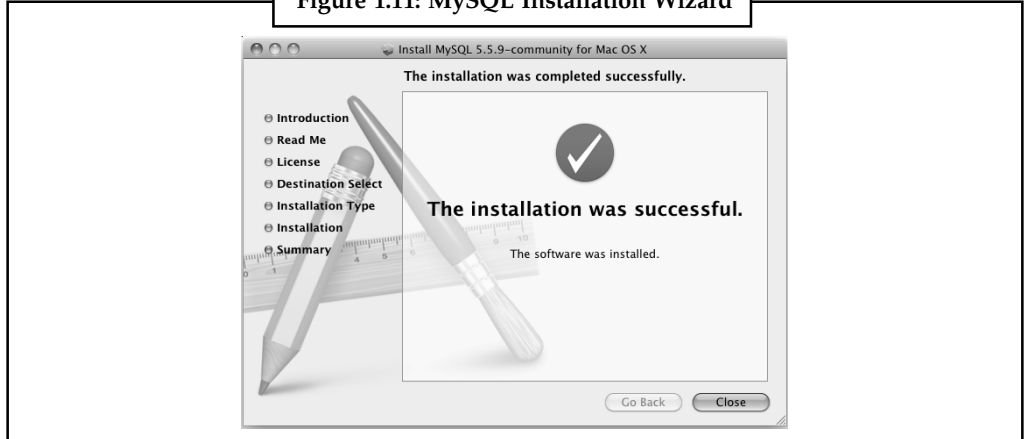 Figure 1.11: MySQL Installation Wizard
Install MySQL 5.5.9-community for Mac OS X
The installation was completed successfully.
Introduction
Read Me
License
Destination Select
Installation Type
Installation
Summary
The installation was successful.
The software was installed.
Go Back
Close